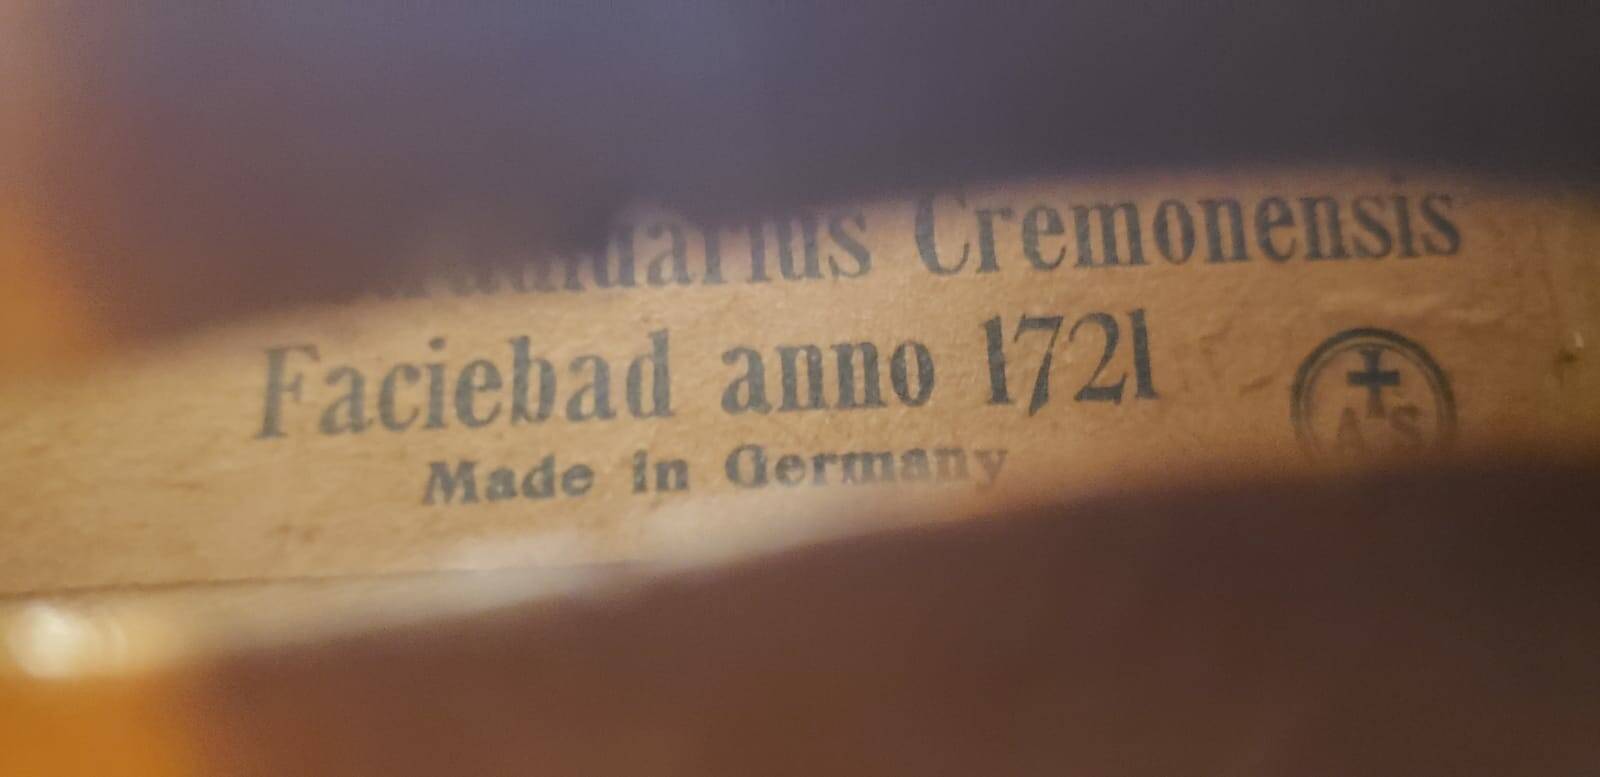 Cremonensis
Faciebad anno 1721
Made in Germany
A S